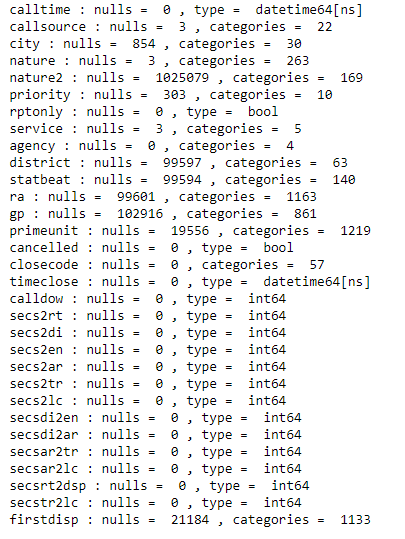 calltime : nulls = 0 , type = datetime64[ns]
callsource : nulls = 3 , categories = 22
city : nulls = 854 , categories = 30
nature : nulls = 3 , categories = 263
nature2 : nulls = 1025079 , categories = 169
priority : nulls = 303 , categories = 10
rptonly : nulls = 0 , type = bool
service : nulls = 3 , categories = 5
agency : nulls = 0 , categories = 4
district : nulls = 99597 , categories = 63
statbeat : nulls = 99594 , categories = 140
ra : nulls = 99601 , categories = 1163
gp : nulls = 102916 , categories = 861
primeunit : nulls = 19556 , categories = 1219
cancelled : nulls = 0 , type = bool
closecode : nulls = 0 , categories = 57
timeclose : nulls = 0 , type = datetime64[ns]
calldow : nulls = 0 , type = int64
secs2rt : nulls = 0 , type = int64
secs2di : nulls = 0 , type = int64
secs2en : nulls = 0 , type = int64
secs2ar : nulls = 0 , type = int64
secs2tr : nulls = 0 , type = int64
secs2lc : nulls = 0 , type = int64
secsdi2en : nulls = 0 , type = int64
secsdi2ar : nulls = 0 , type = int64
secsar2tr : nulls = 0 , type = int64
secsar2lc : nulls = 0 , type = int64
secsrt2dsp : nulls = 0 , type = int64
secstr2lc : nulls = 0 , type = int64
firstdisp : nulls = 21184 , categories = 1133